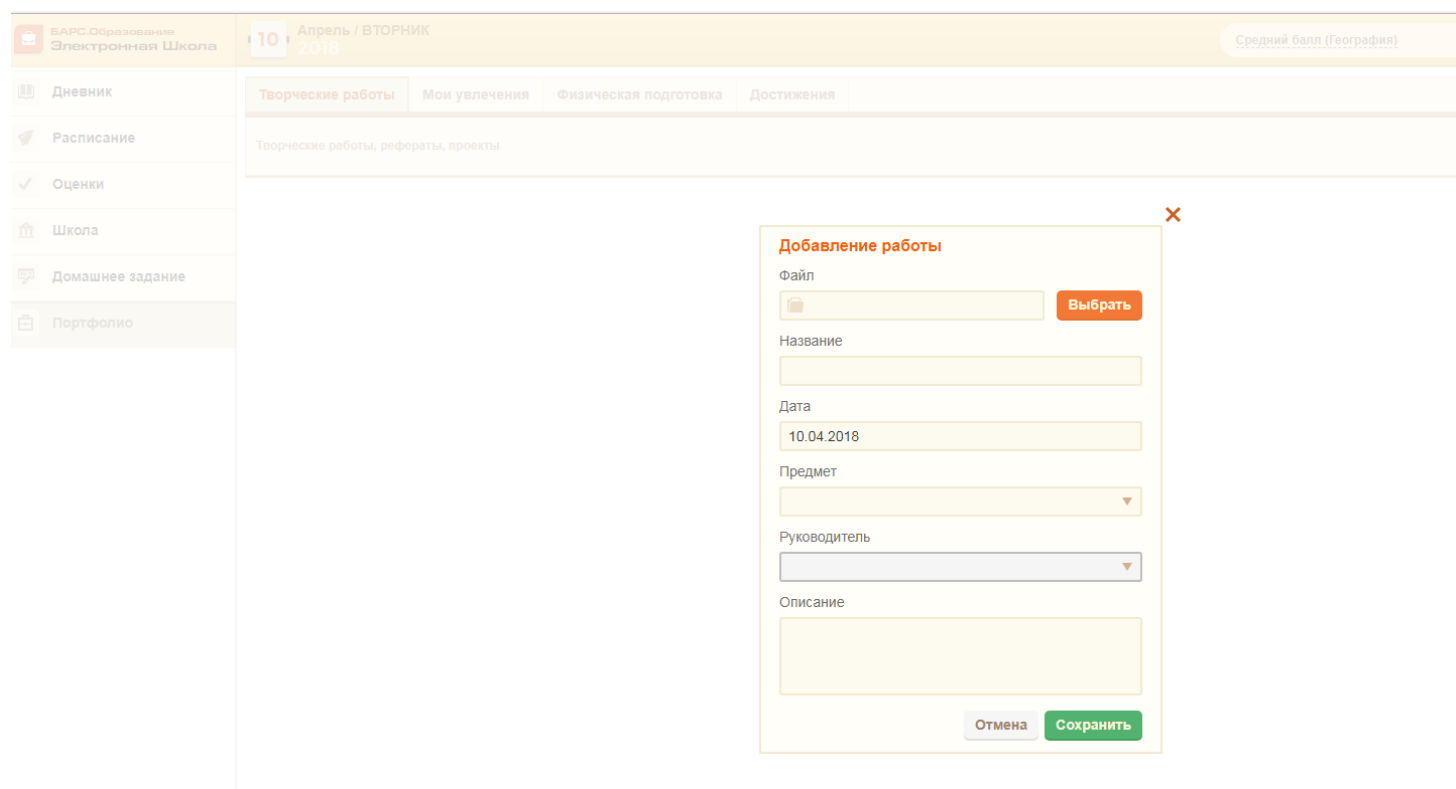 БАРС.Образование
Электронная Школа
10
Апрель / ВТОРНИК
2018
Средний балл (География)
Дневник
Расписание
Оценки
Школа
Домашнее задание
Портфолио
Творческие работы Мои увлечения Физическая подготовка Достижения
Творческие работы, рефераты, проекты
Добавление работы
Файл
Выбрать
Название
Дата
10.04.2018
Предмет
Руководитель
Описание
Отмена Сохранить